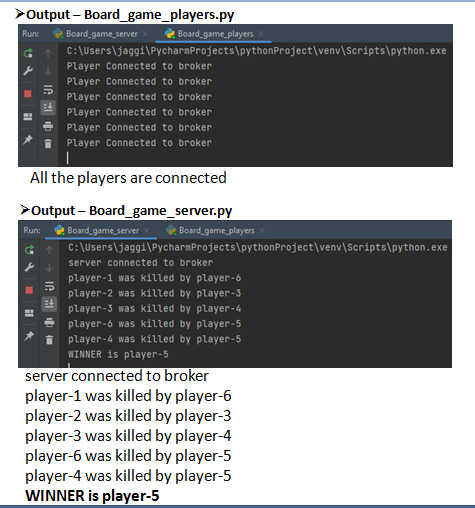 ➢Output – Board_game_players.py
Run: Board_game_server × Board_game_players ×
C:\Users\jaggi\PycharmProjects\pythonProject\venv\Scripts\python.exe
Player Connected to broker
Player Connected to broker
Player Connected to broker
Player Connected to broker
Player Connected to broker
Player Connected to broker
All the players are connected
➢Output – Board_game_server.py
Run: Board_game_server × Board_game_players ×
C:\Users\jaggi\PycharmProjects\pythonProject\venv\Scripts\python.exe
server connected to broker
player-1 was killed by player-6
player-2 was killed by player-3
player-3 was killed by player-4
player-6 was killed by player-5
player-4 was killed by player-5
WINNER is player-5
server connected to broker
player-1 was killed by player-6
player-2 was killed by player-3
player-3 was killed by player-4
player-6 was killed by player-5
player-4 was killed by player-5
WINNER is player-5